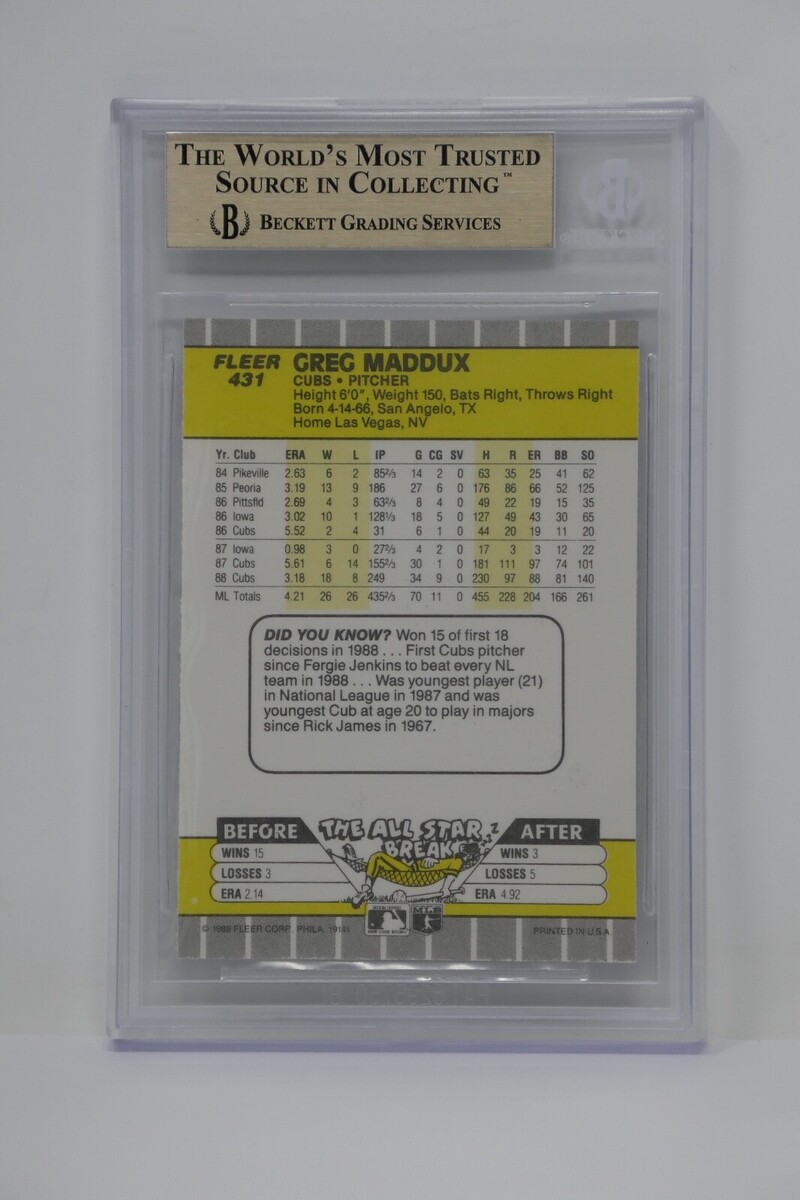 THE WORLD'S MOST TRUSTED
SOURCE IN COLLECTING™
B BECKETT GRADING SERVICES
FLEER GREG MADDUX
431 CUBS • PITCHER
Height 6'0", Weight 150, Bats Right, Throws Right
Born 4-14-66, San Angelo, TX
Home Las Vegas, NV
Yr. Club ERA W L IP G CG SV H R ER BB SO
84 Pikeville 2.63 6 2 85⅔ 14 2 0 63 35 25 41 62
85 Peoria 3.19 13 9 186 27 6 0 176 86 66 52 125
86 Pittsfld 2.69 4 3 63⅔ 8 4 0 49 22 19 15 35
86 Iowa 3.02 10 1 128⅓ 18 5 0 127 49 43 30 65
86 Cubs 5.52 2 4 31 6 1 0 44 20 19 11 20
87 Iowa 0.98 3 0 27⅔ 4 2 0 17 3 3 12 22
87 Cubs 5.61 6 14 155⅔ 30 1 0 181 111 97 74 101
88 Cubs 3.18 18 8 249 34 9 0 230 97 88 81 140
ML Totals 4.21 26 26 435⅔ 70 11 0 455 228 204 166 261
DID YOU KNOW? Won 15 of first 18
decisions in 1988 . . . First Cubs pitcher
since Fergie Jenkins to beat every NL
team in 1988 . . . Was youngest player (21)
in National League in 1987 and was
youngest Cub at age 20 to play in majors
since Rick James in 1967.
BEFORE THE ALL STAR BREAK AFTER
WINS 15 WINS 3
LOSSES 3 LOSSES 5
ERA 2.14 ERA 4.92
© 1989 FLEER CORP., PHILA. 19141 PRINTED IN U.S.A.